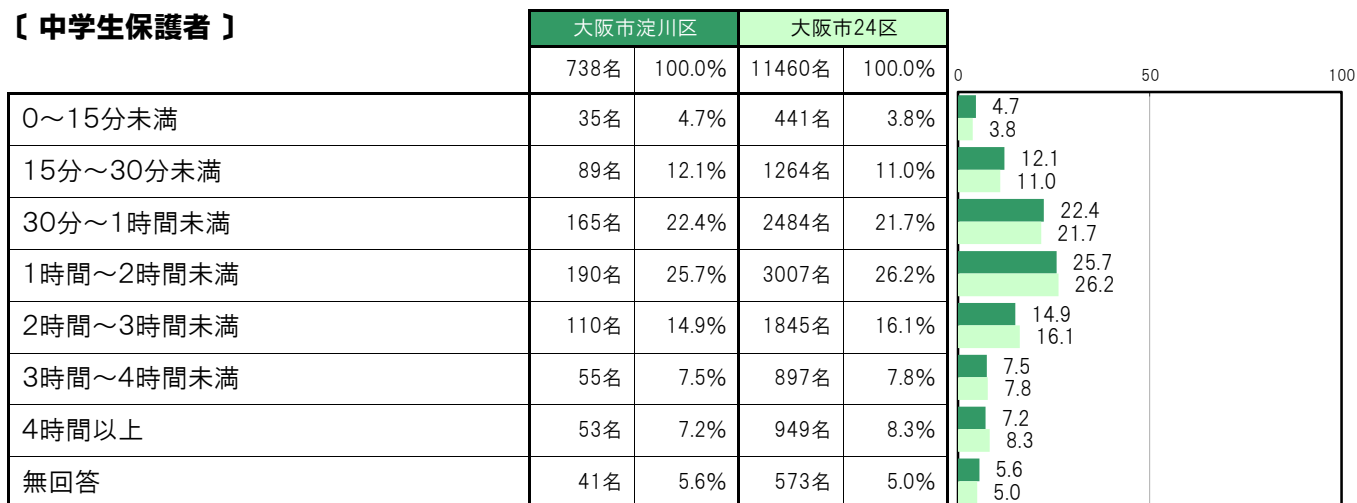 〔 中学生保護者 〕
大阪市淀川区 大阪市24区
738名 100.0% 11460名 100.0%
0 50 100
0～15分未満 35名 4.7% 441名 3.8%
4.7
3.8
15分～30分未満 89名 12.1% 1264名 11.0%
12.1
11.0
30分～1時間未満 165名 22.4% 2484名 21.7%
22.4
21.7
1時間～2時間未満 190名 25.7% 3007名 26.2%
25.7
26.2
2時間～3時間未満 110名 14.9% 1845名 16.1%
14.9
16.1
3時間～4時間未満 55名 7.5% 897名 7.8%
7.5
7.8
4時間以上 53名 7.2% 949名 8.3%
7.2
8.3
無回答 41名 5.6% 573名 5.0%
5.6
5.0